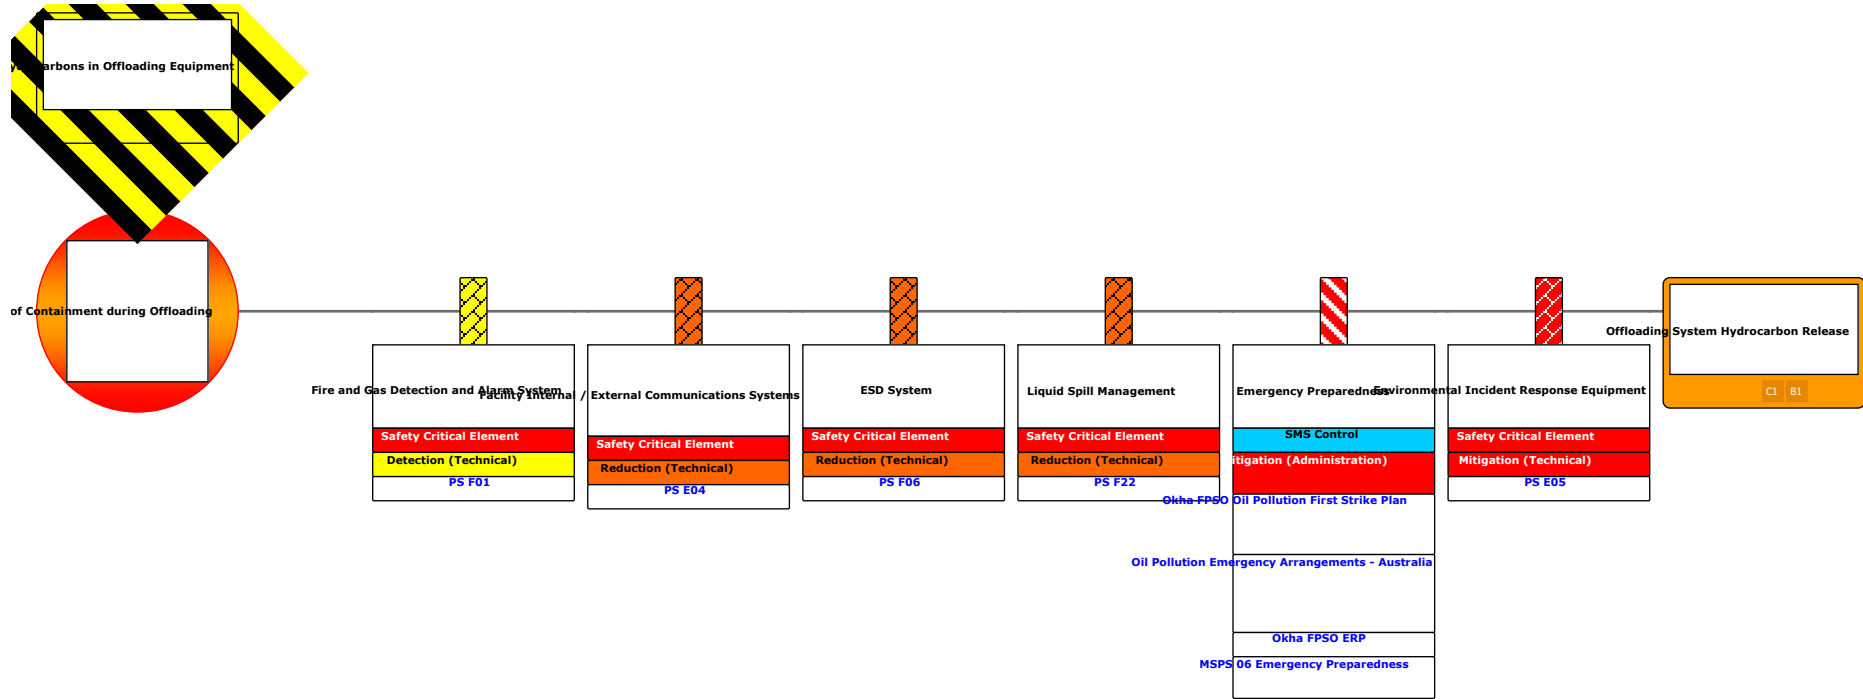 arbons in Offloading Equipment
of Containment during Offloading
Fire and Gas Detection and Alarm System
Safety Critical Element
Detection (Technical)
PS F01
Facility Internal / External Communications Systems
Safety Critical Element
Reduction (Technical)
PS E04
ESD System
Safety Critical Element
Reduction (Technical)
PS F06
Liquid Spill Management
Safety Critical Element
Reduction (Technical)
PS F22
Emergency Preparedness
SMS Control
itigation (Administration)
Okha FPSO Oil Pollution First Strike Plan
Oil Pollution Emergency Arrangements - Australia
Okha FPSO ERP
MSPS 06 Emergency Preparedness
Environmental Incident Response Equipment
Safety Critical Element
Mitigation (Technical)
PS E05
Offloading System Hydrocarbon Release
C1 B1